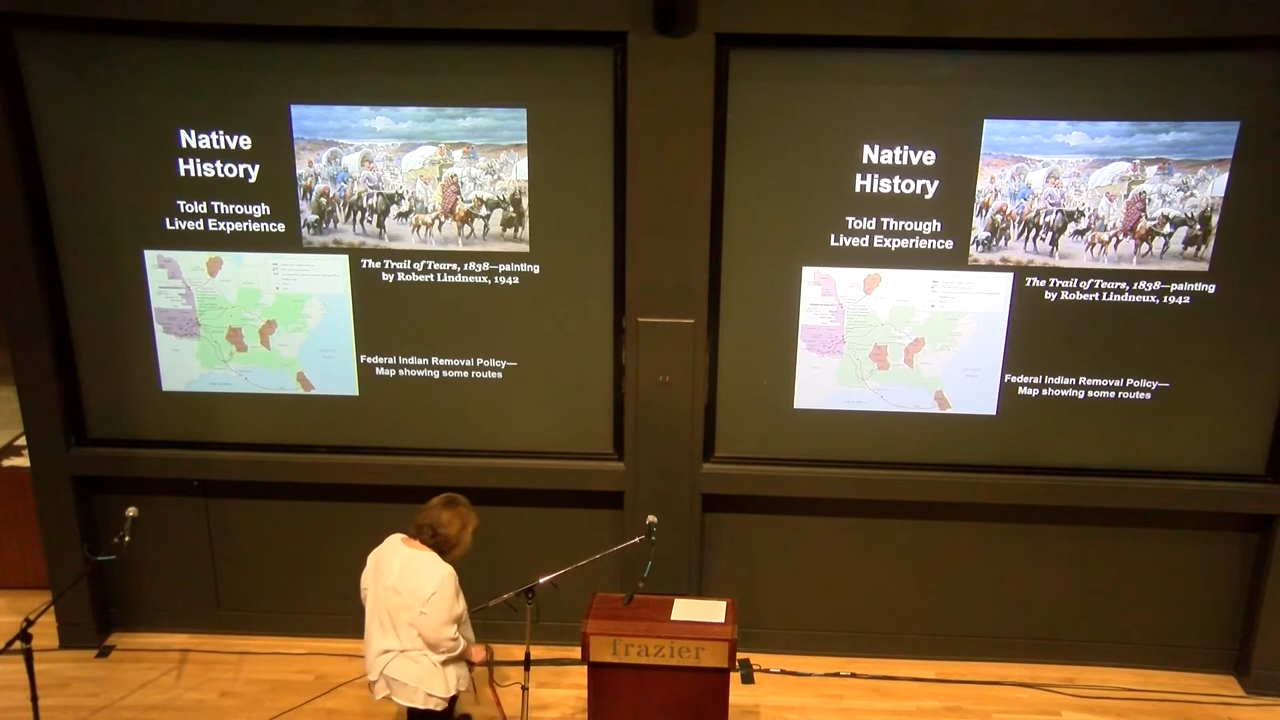 Native
History
Told Through
Lived Experience
The Trail of Tears, 1838—painting
by Robert Lindneux, 1942
Federal Indian Removal Policy—
Map showing some routes
Native
History
Told Through
Lived Experience
The Trail of Tears, 1838—painting
by Robert Lindneux, 1942
Federal Indian Removal Policy—
Map showing some routes
frazier